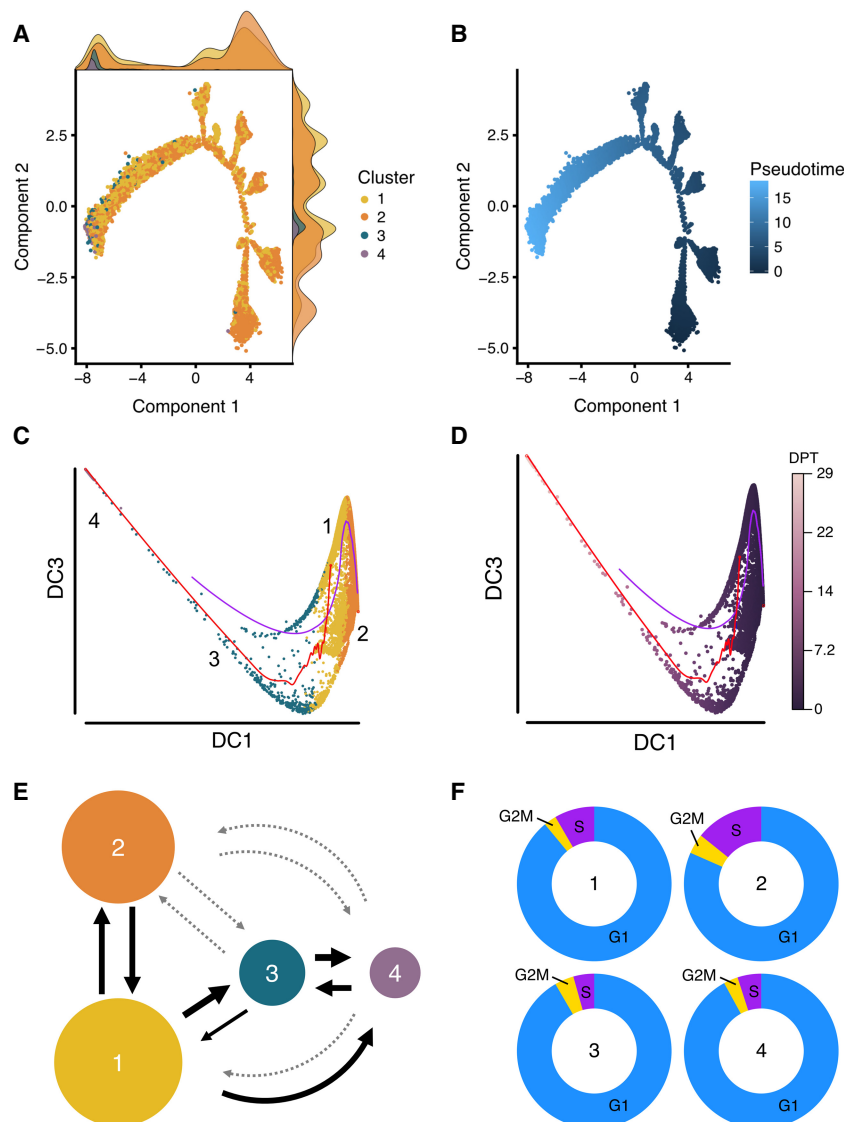 A
Component 2
2.5
0.0
−2.5
−5.0
−8
−4
0
4
Component 1
Cluster
1
2
3
4
B
Component 2
2.5
0.0
−2.5
−5.0
−8
−4
0
4
Component 1
Pseudotime
15
10
5
0
C
DC3
4
1
3
2
DC1
D
DC3
DC1
DPT
29
22
14
7.2
0
E
2
3
4
1
F
G2M
S
1
G1
G2M
S
2
G1
G2M
S
3
G1
G2M
S
4
G1